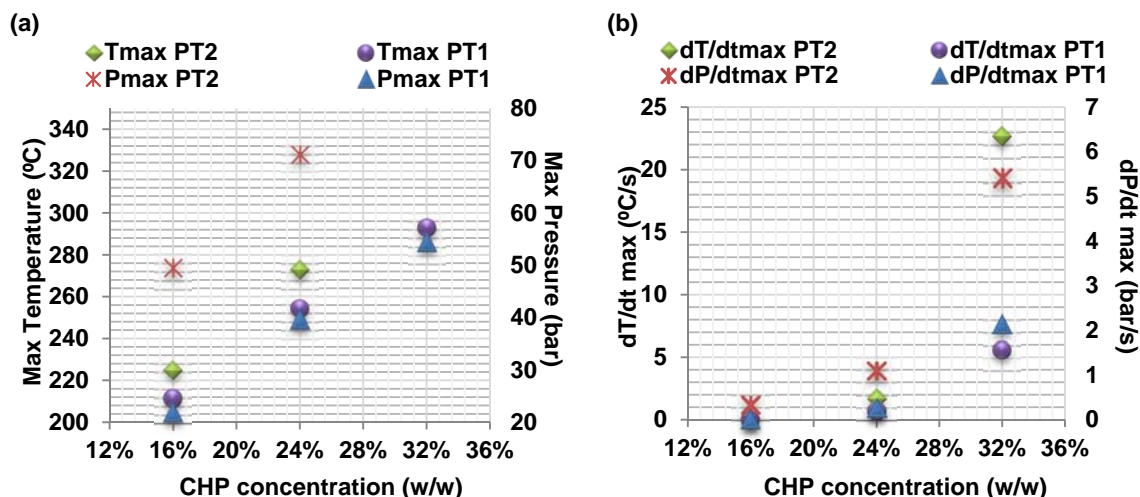 (a)
Tmax PT2 Tmax PT1
Pmax PT2 Pmax PT1
Max Temperature (ºC)
340
320
300
280
260
240
220
200
80
70
60
50
40
30
20
Max Pressure (bar)
12% 16% 20% 24% 28% 32% 36%
CHP concentration (w/w)
(b)
dT/dtmax PT2 dT/dtmax PT1
dP/dtmax PT2 dP/dtmax PT1
dT/dt max (ºC/s)
25
20
15
10
5
0
7
6
5
4
3
2
1
0
dP/dt max (bar/s)
12% 16% 20% 24% 28% 32% 36%
CHP concentration (w/w)